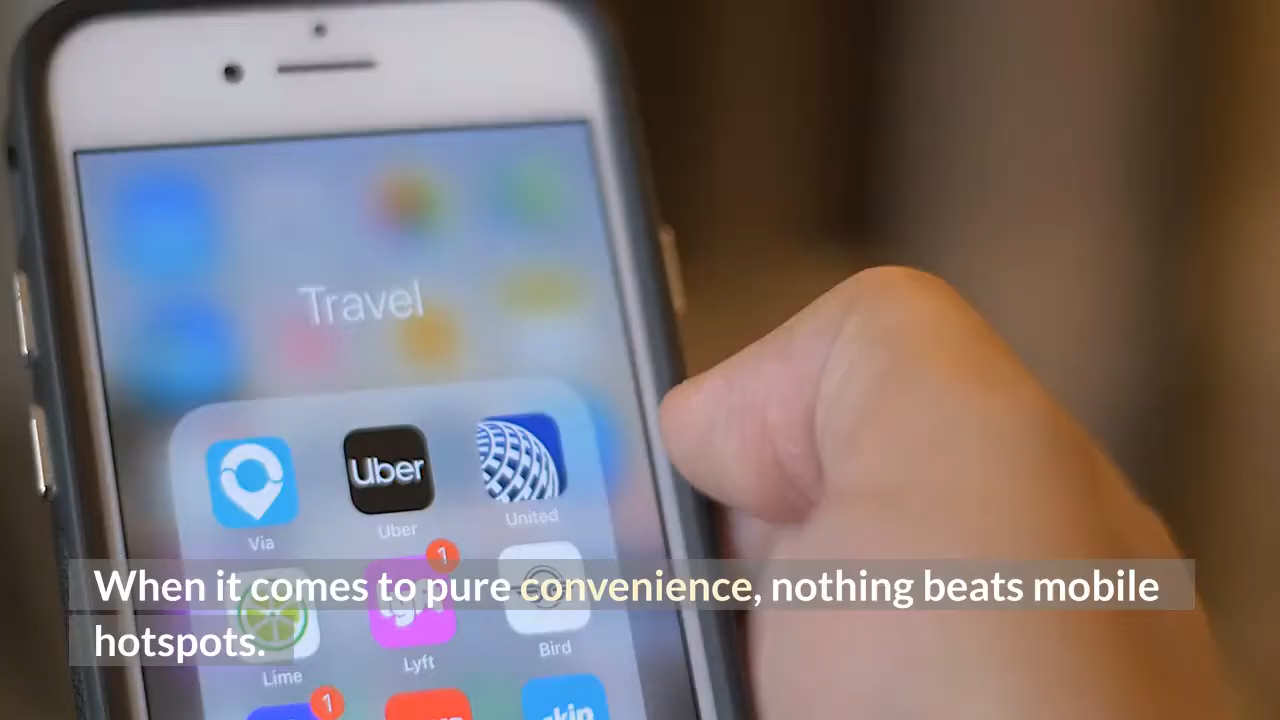 Travel
Uber
Via
Uber
United
1
When it comes to pure convenience, nothing beats mobile
hotspots.
Lime
Lyft
Bird
1